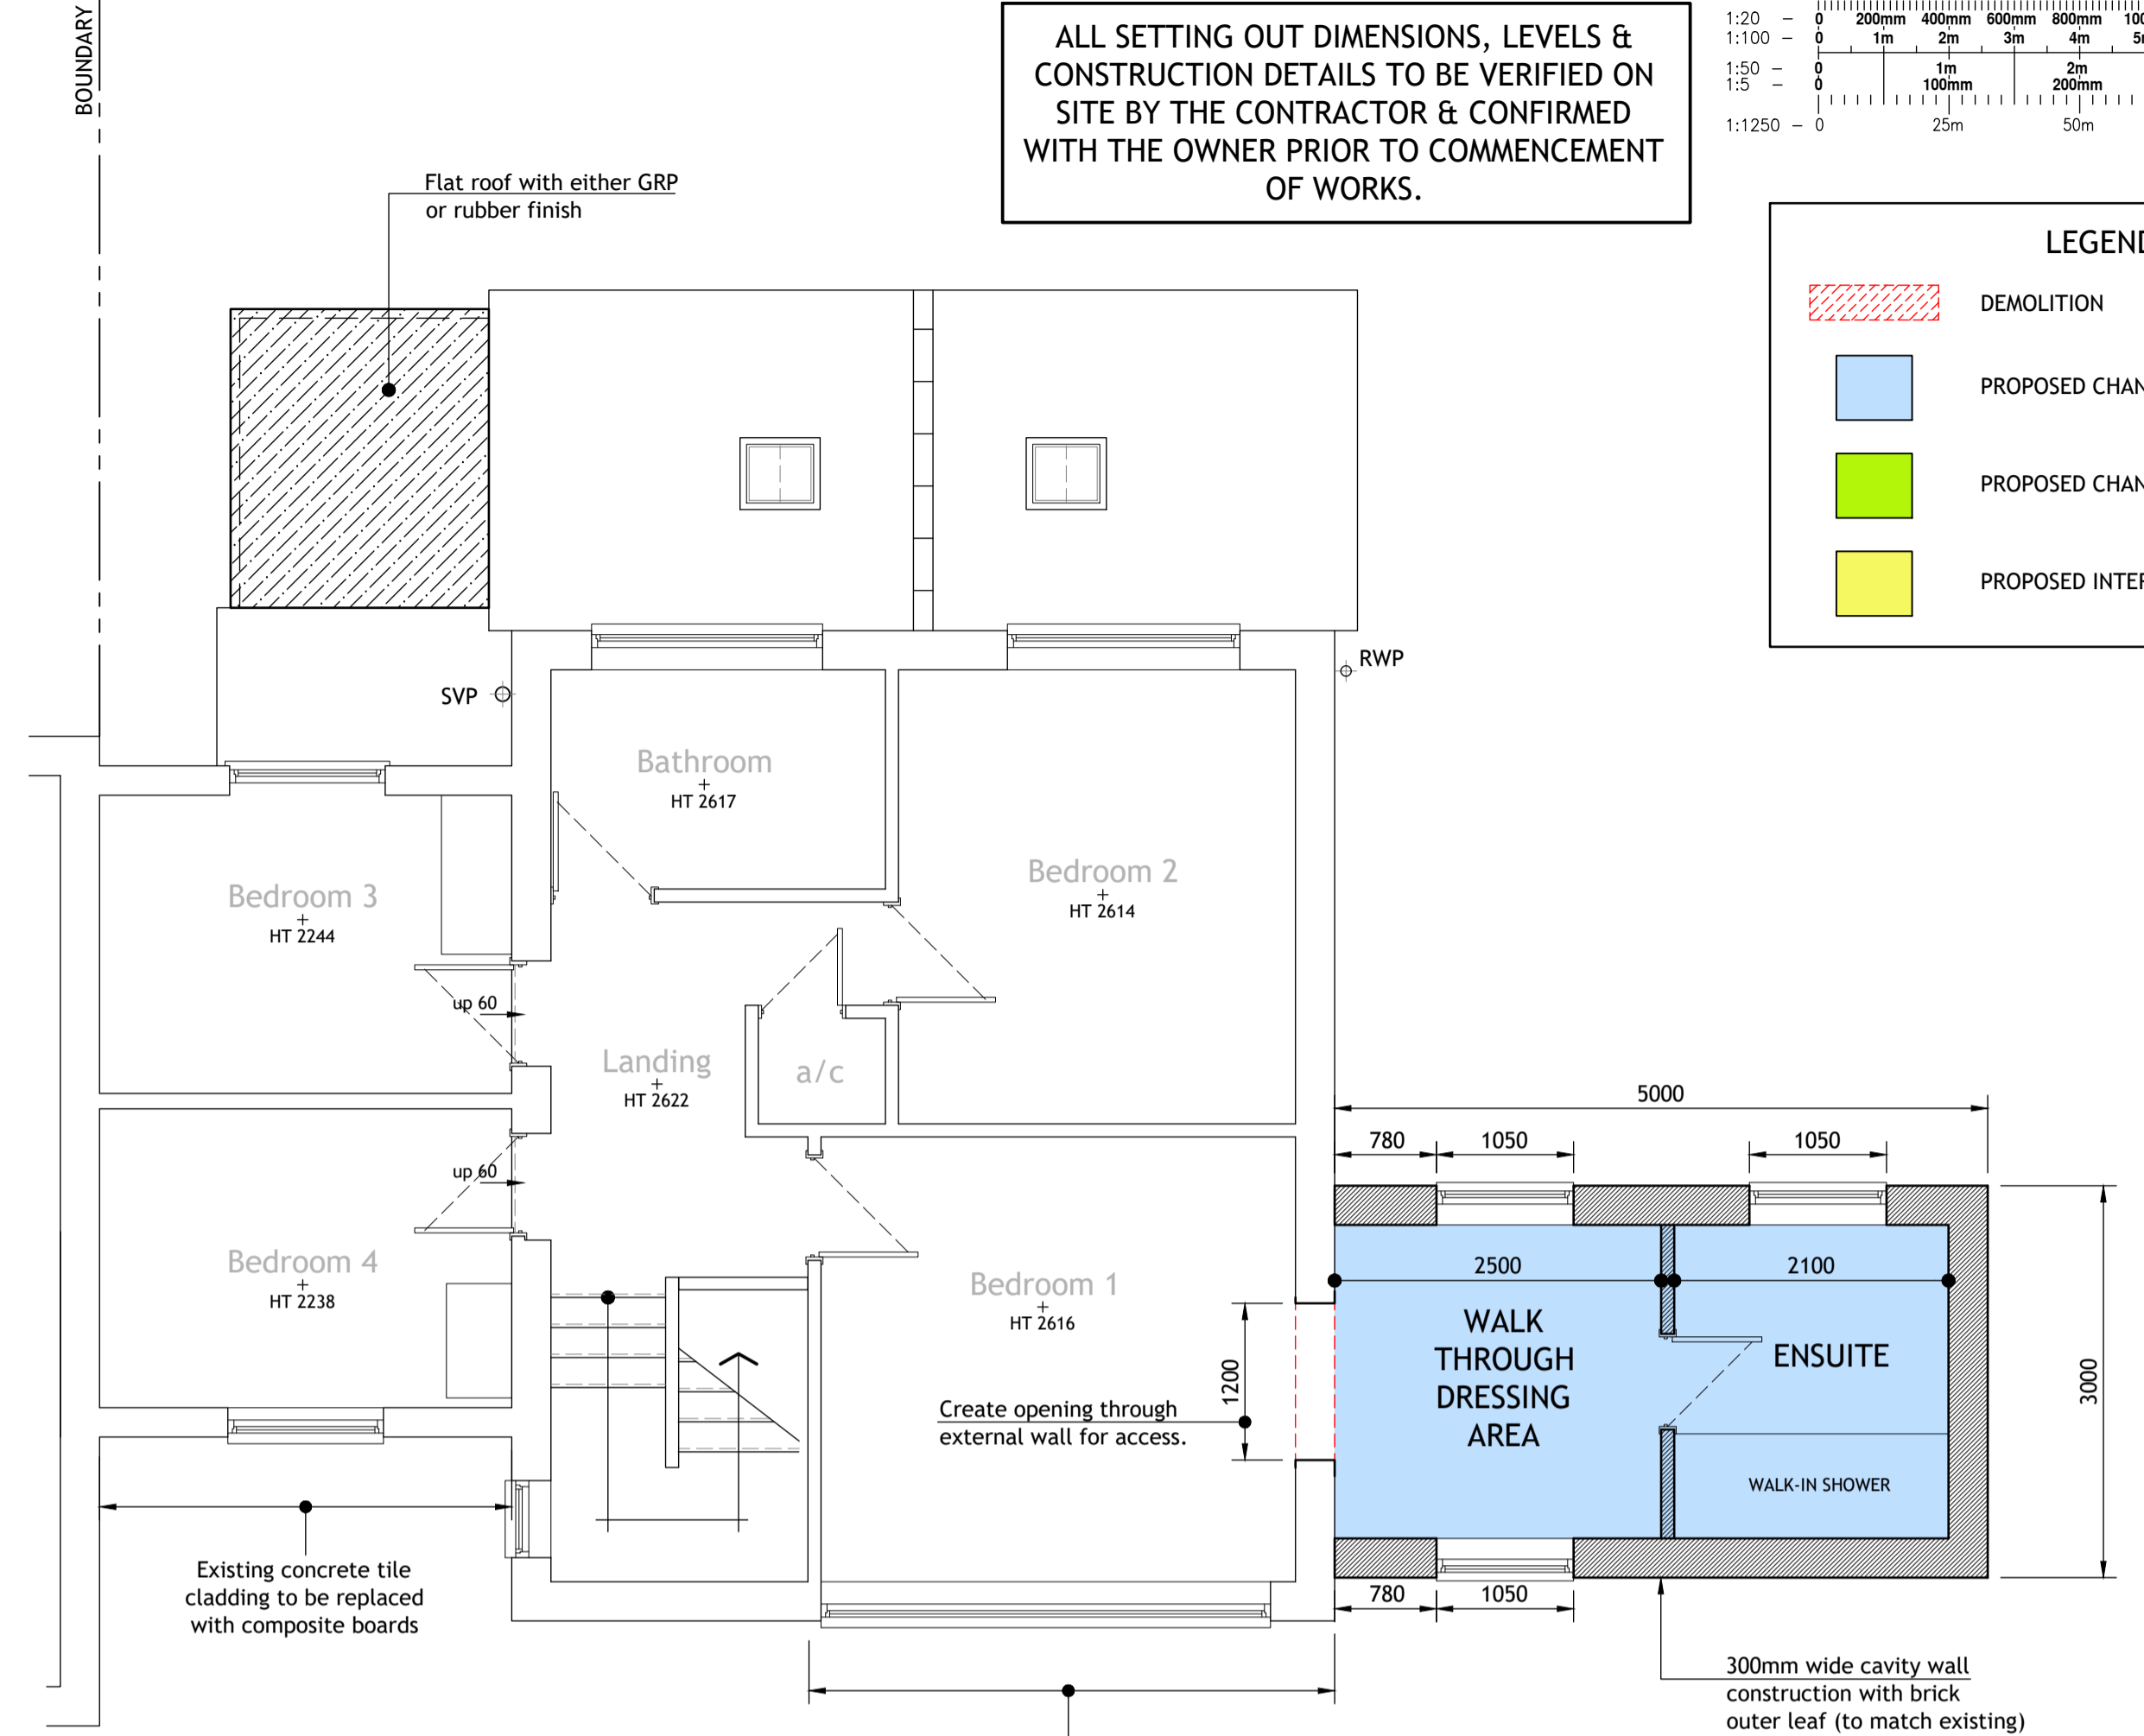 BOUNDARY
ALL SETTING OUT DIMENSIONS, LEVELS &
CONSTRUCTION DETAILS TO BE VERIFIED ON
SITE BY THE CONTRACTOR & CONFIRMED
WITH THE OWNER PRIOR TO COMMENCEMENT
OF WORKS.
1:20 – 0 200mm 400mm 600mm 800mm
1:100 – 0 1m 2m 3m 4m
1:50 – 0 1m 2m
1:5 – 0 100mm 200mm
1:1250 – 0 25m 50m
Flat roof with either GRP
or rubber finish
LEGEND
DEMOLITION
PROPOSED CHAN
PROPOSED CHAN
PROPOSED INTER
SVP
RWP
Bathroom
HT 2617
Bedroom 2
HT 2614
Bedroom 3
HT 2244
up 60
Landing
HT 2622
a/c
up 60
Bedroom 4
HT 2238
Bedroom 1
HT 2616
1200
Create opening through
external wall for access.
5000
780 1050 1050
2500 2100
WALK
THROUGH
DRESSING
AREA
ENSUITE
WALK-IN SHOWER
3000
780 1050
Existing concrete tile
cladding to be replaced
with composite boards
300mm wide cavity wall
construction with brick
outer leaf (to match existing)